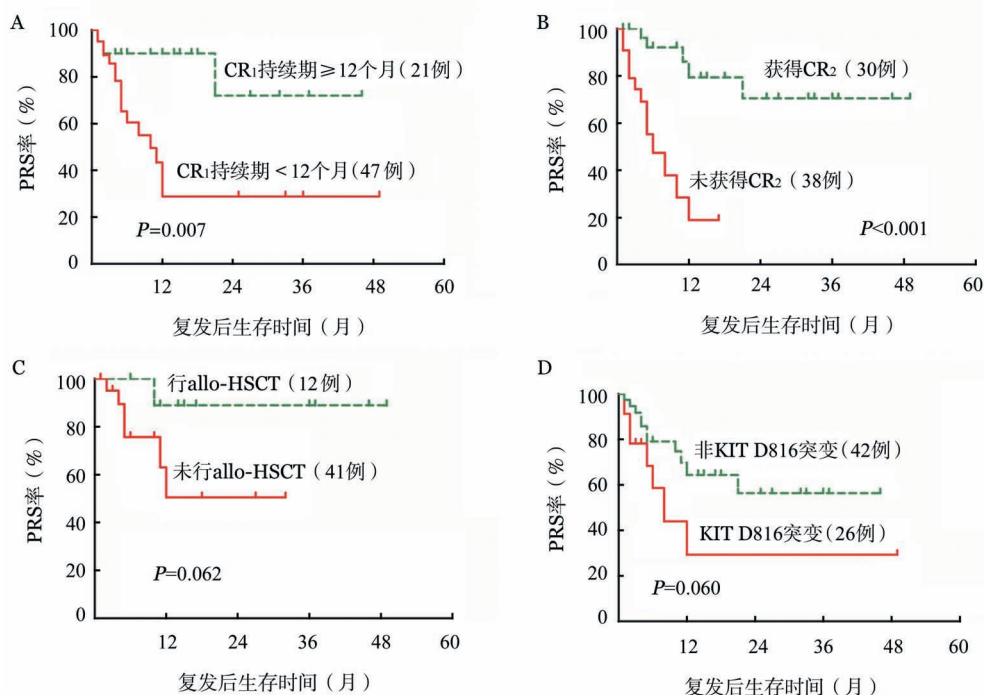 A
100
80
60
40
20
0
PRS率（%）
CR₁持续期≥12个月(21例)
CR₁持续期<12个月(47例)
P=0.007
12 24 36 48 60
复发后生存时间（月）
B
100
80
60
40
20
0
PRS率（%）
获得CR₂（30例）
未获得CR₂（38例）
P<0.001
12 24 36 48 60
复发后生存时间（月）
C
100
80
60
40
20
0
PRS率（%）
行allo-HSCT（12例）
未行allo-HSCT（41例）
P=0.062
12 24 36 48 60
复发后生存时间（月）
D
100
80
60
40
20
0
PRS率（%）
非KIT D816突变(42例)
KIT D816突变(26例)
P=0.060
12 24 36 48 60
复发后生存时间（月）